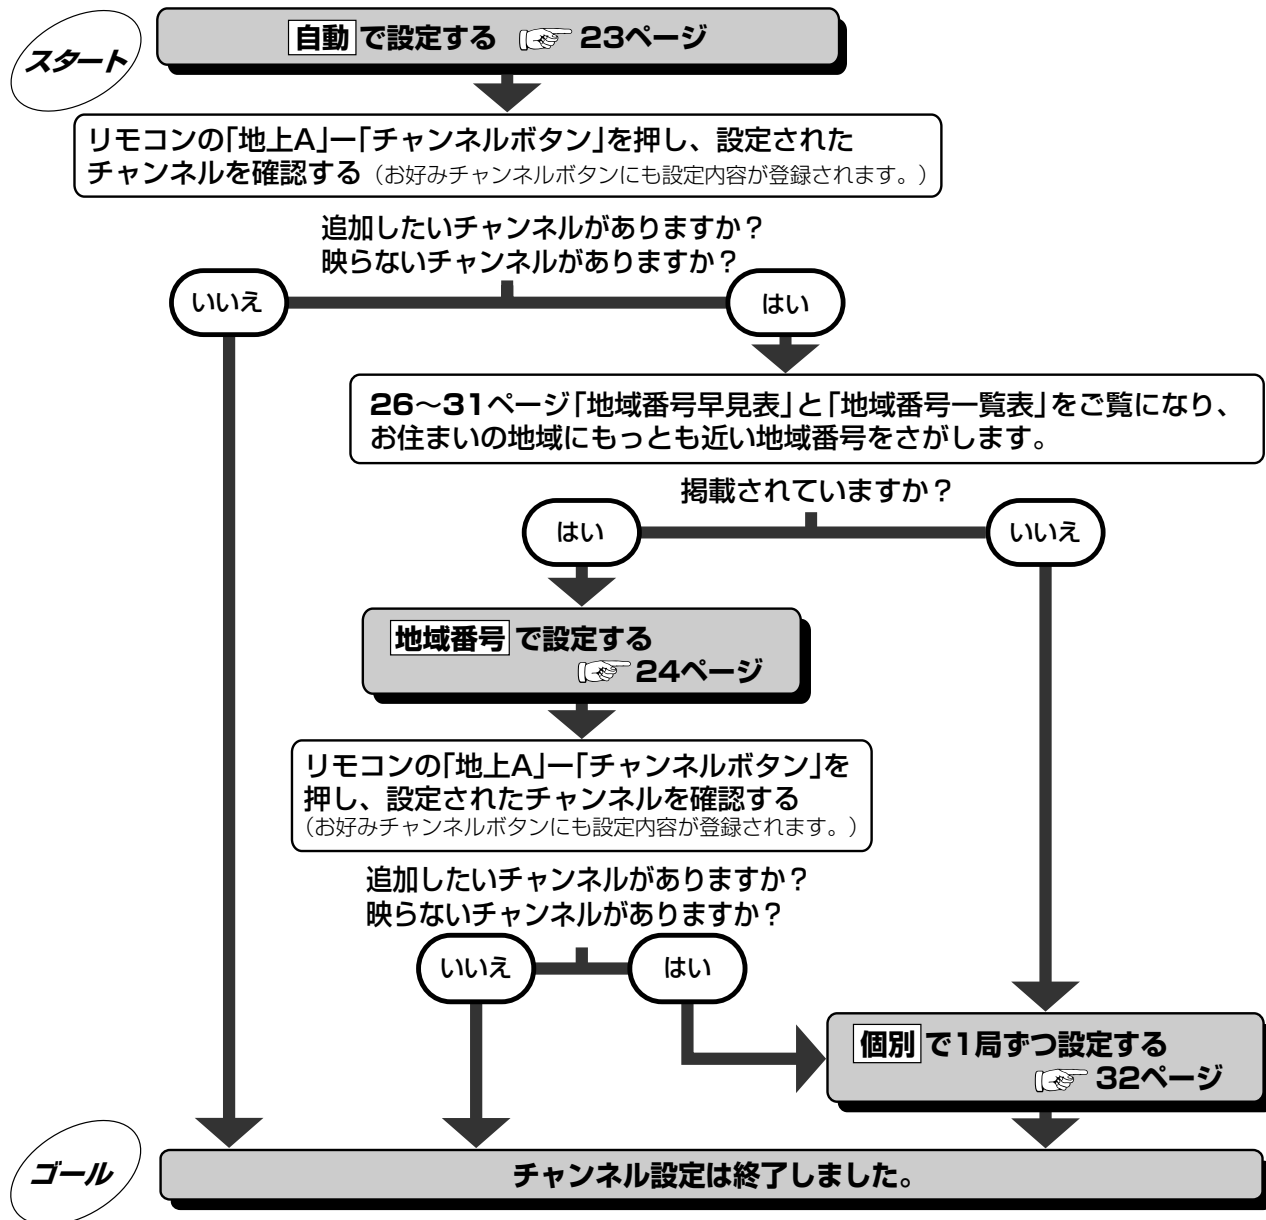 スタート
自動 で設定する 23ページ
リモコンの「地上A」ー「チャンネルボタン」を押し、設定された
チャンネルを確認する（お好みチャンネルボタンにも設定内容が登録されます。）
追加したいチャンネルがありますか？
映らないチャンネルがありますか？
いいえ
はい
26～31ページ「地域番号早見表」と「地域番号一覧表」をご覧になり、
お住まいの地域にもっとも近い地域番号をさがします。
掲載されていますか？
はい
いいえ
地域番号 で設定する
24ページ
リモコンの「地上A」ー「チャンネルボタン」を
押し、設定されたチャンネルを確認する
（お好みチャンネルボタンにも設定内容が登録されます。）
追加したいチャンネルがありますか？
映らないチャンネルがありますか？
いいえ
はい
個別 で1局ずつ設定する
32ページ
ゴール
チャンネル設定は終了しました。